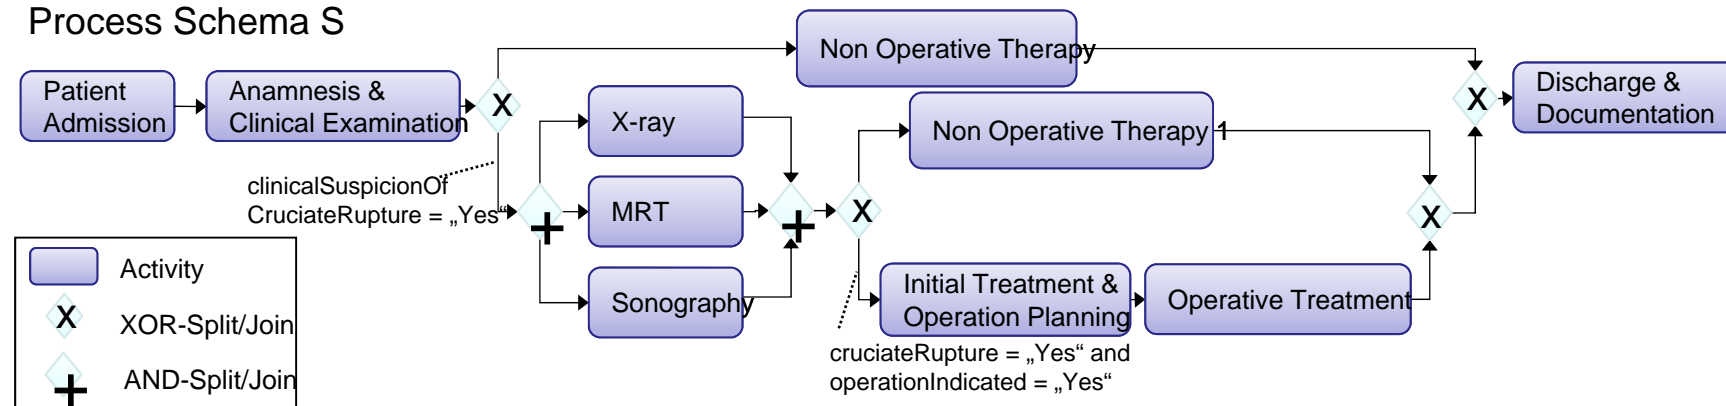 Process Schema S
Patient
Admission
Anamnesis &
Clinical Examination
X
Non Operative Therapy
X-ray
MRT
Sonography
clinicalSuspicionOf
CruciateRupture = „Yes“
X
Non Operative Therapy 1
Initial Treatment &
Operation Planning
Operative Treatment
cruciateRupture = „Yes“ and
operationIndicated = „Yes“
X
X
Discharge &
Documentation
Activity
X
XOR-Split/Join
AND-Split/Join